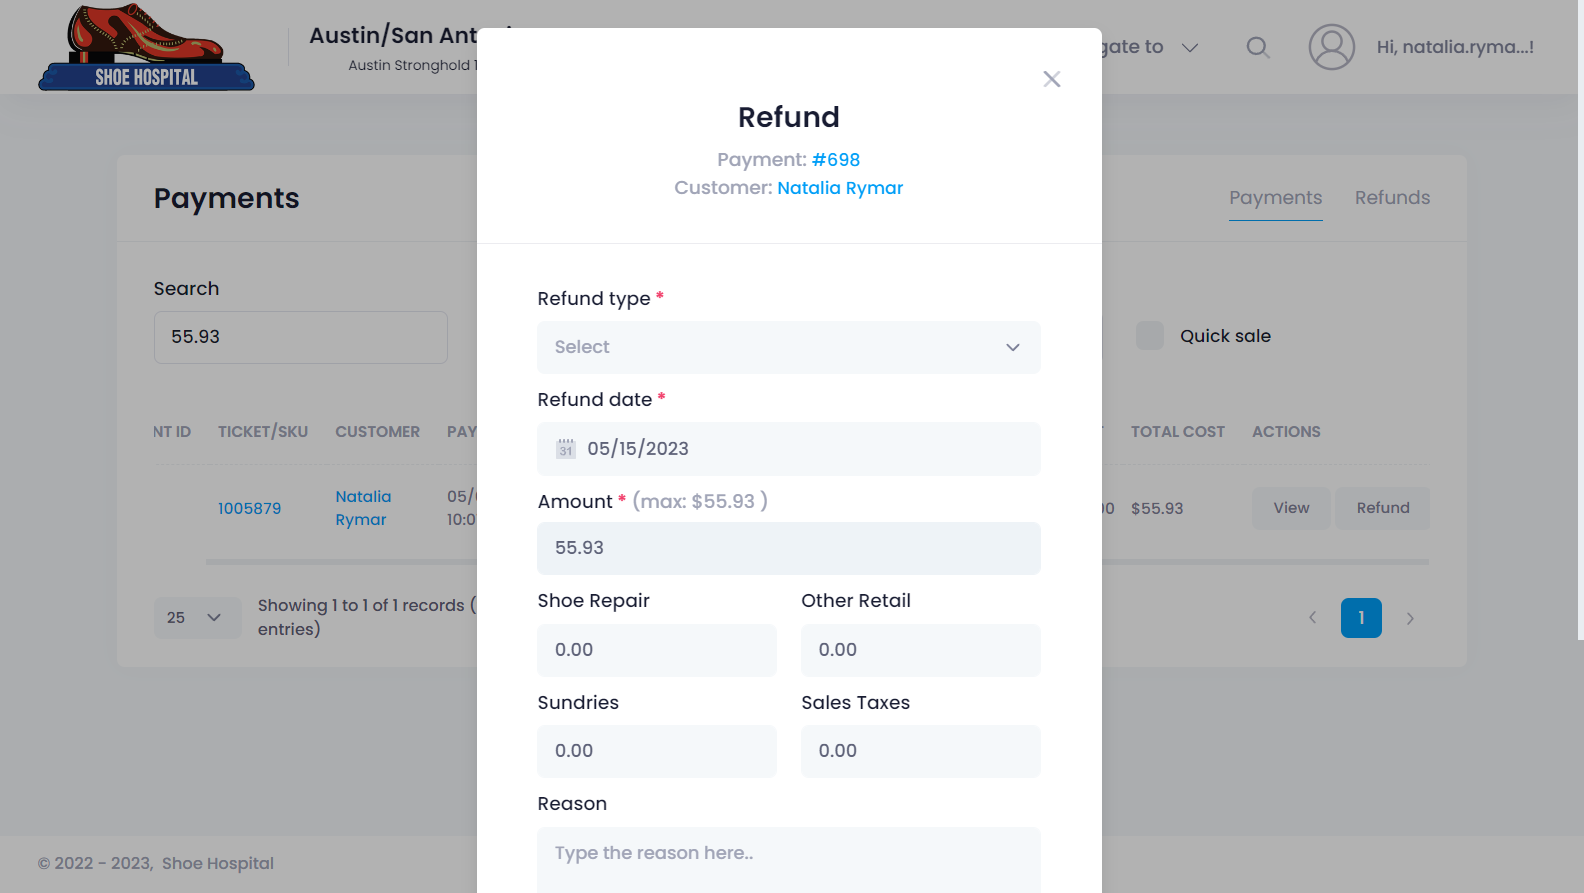 SHOE HOSPITAL
Austin/San Ant
Austin Stronghold
gate to
Hi, natalia.ryma...!
Refund
Payment: #698
Customer: Natalia Rymar
Payments
Payments
Refunds
Search
55.93
Quick sale
Refund type *
Select
Refund date *
31
05/15/2023
Amount * (max: $55.93 )
55.93
NT ID
TICKET/SKU
CUSTOMER
PAY
TOTAL COST
ACTIONS
1005879
Natalia
Rymar
05/
10:0
$55.93
View
Refund
Shoe Repair
Other Retail
0.00
0.00
Sundries
Sales Taxes
0.00
0.00
Reason
Type the reason here..
25
Showing 1 to 1 of 1 records (
entries)
1
© 2022 - 2023, Shoe Hospital